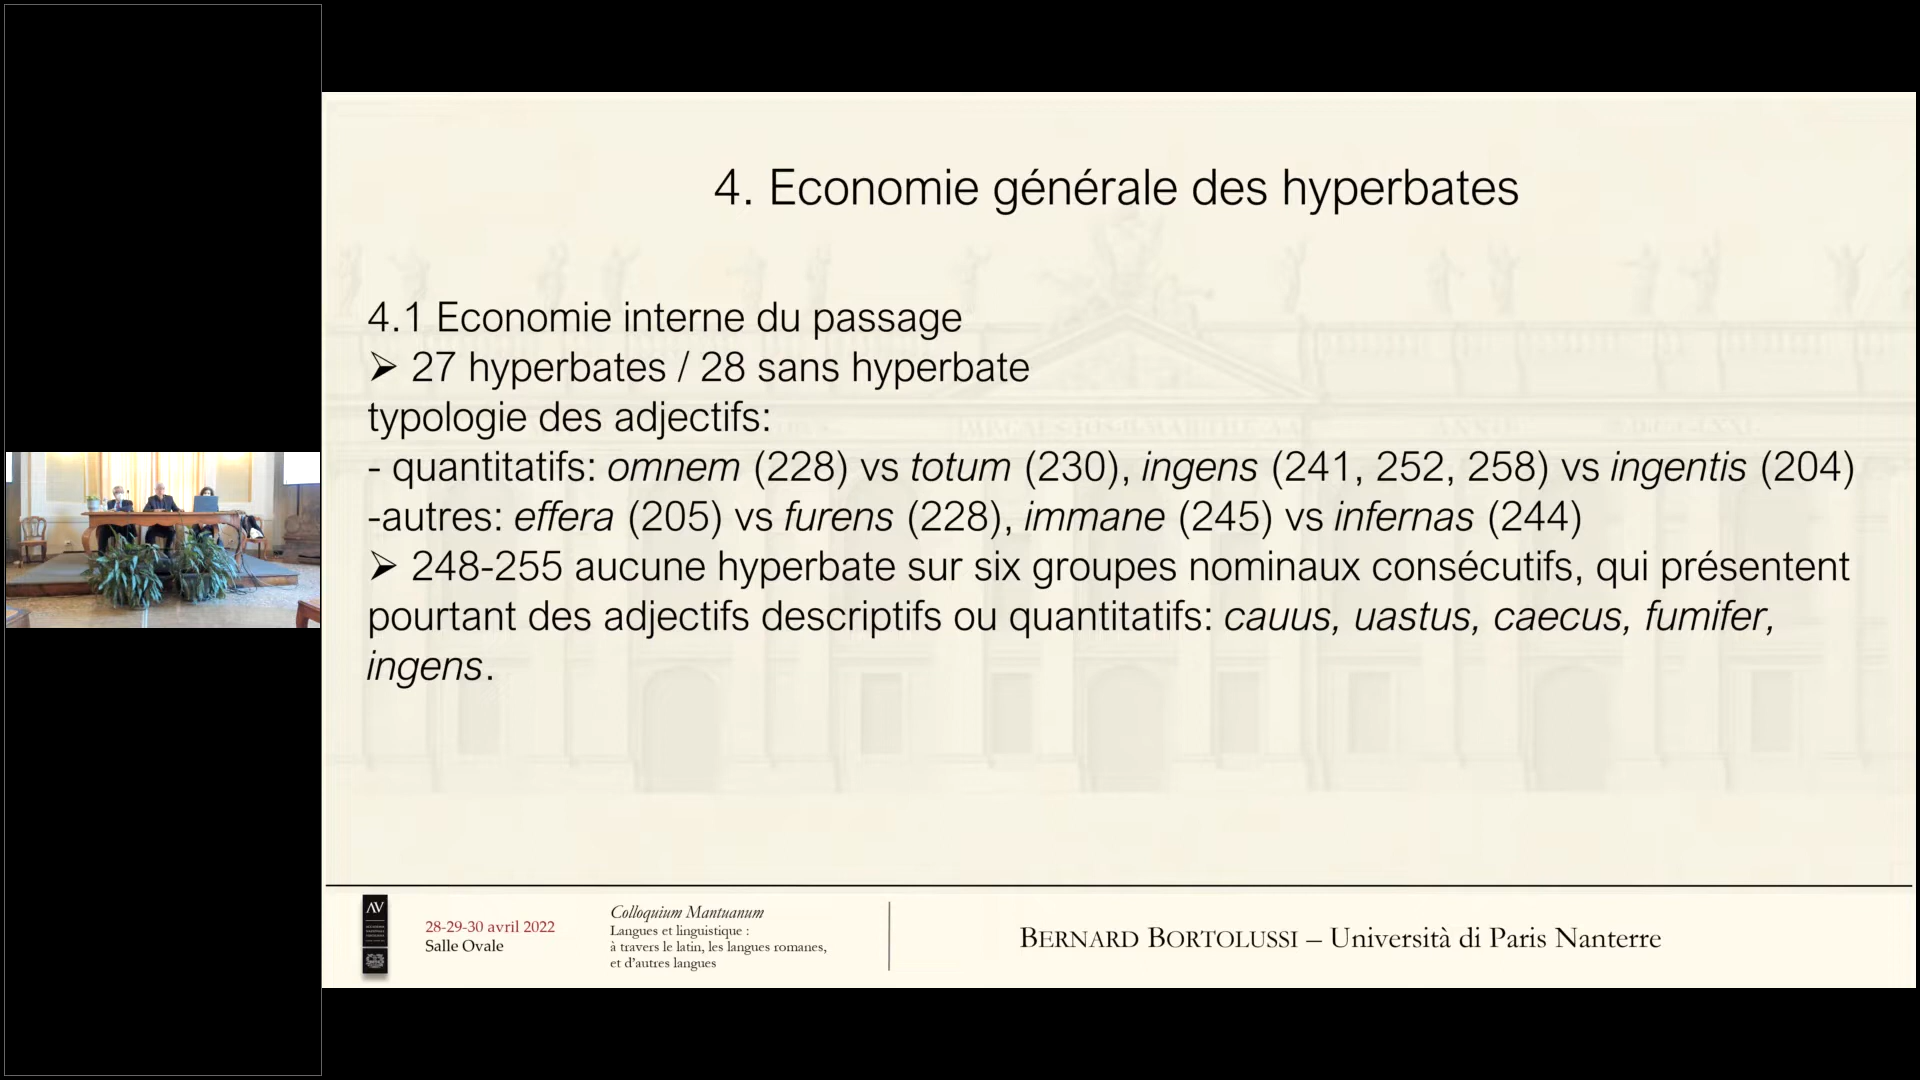 4. Economie générale des hyperbates
4.1 Economie interne du passage
➢ 27 hyperbates / 28 sans hyperbate
typologie des adjectifs:
- quantitatifs: omnem (228) vs totum (230), ingens (241, 252, 258) vs ingentis (204)
-autres: effera (205) vs furens (228), immane (245) vs infernas (244)
➢ 248-255 aucune hyperbate sur six groupes nominaux consécutifs, qui présentent
pourtant des adjectifs descriptifs ou quantitatifs: cauus, uastus, caecus, fumifer,
ingens.
AV
28-29-30 avril 2022
Salle Ovale
Colloquium Mantuanum
Langues et linguistique :
à travers le latin, les langues romanes,
et d'autres langues
BERNARD BORTOLUSSI – Università di Paris Nanterre